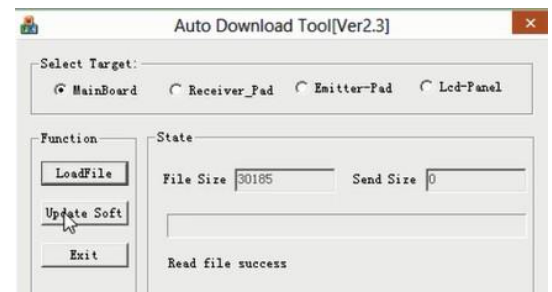 Auto Download Tool[Ver2.3]
Select Target:
MainBoard Receiver_Pad Emitter-Pad Lcd-Panel
Function
State
LoadFile
File Size 30185 Send Size 0
Update Soft
Exit
Read file success